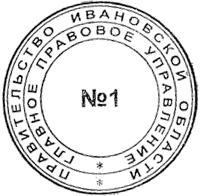 ПРАВИТЕЛЬСТВО ИВАНОВСКОЙ ОБЛАСТИ *
ГЛАВНОЕ ПРАВОВОЕ УПРАВЛЕНИЕ *
№1